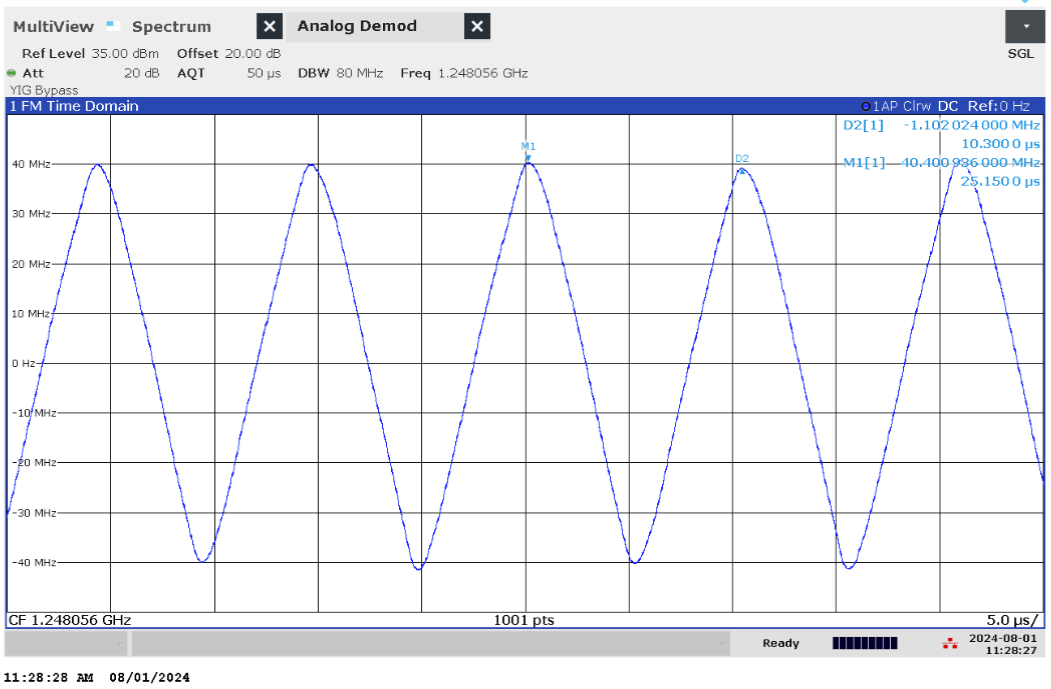 MultiView Spectrum X Analog Demod X
Ref Level 35.00 dBm Offset 20.00 dB SGL
Att 20 dB AQT 50 µs DBW 80 MHz Freq 1.248056 GHz
YIG Bypass
1 FM Time Domain 1AP Clrw DC Ref:0 Hz
D2[1] -1.102 024 000 MHz
10.300 0 µs
M1[1] 40.400 936 000 MHz
25.150 0 µs
M1
D2
40 MHz
30 MHz
20 MHz
10 MHz
0 Hz
-10 MHz
-20 MHz
-30 MHz
-40 MHz
CF 1.248056 GHz 1001 pts 5.0 µs/
Ready 2024-08-01
11:28:27
11:28:28 AM 08/01/2024